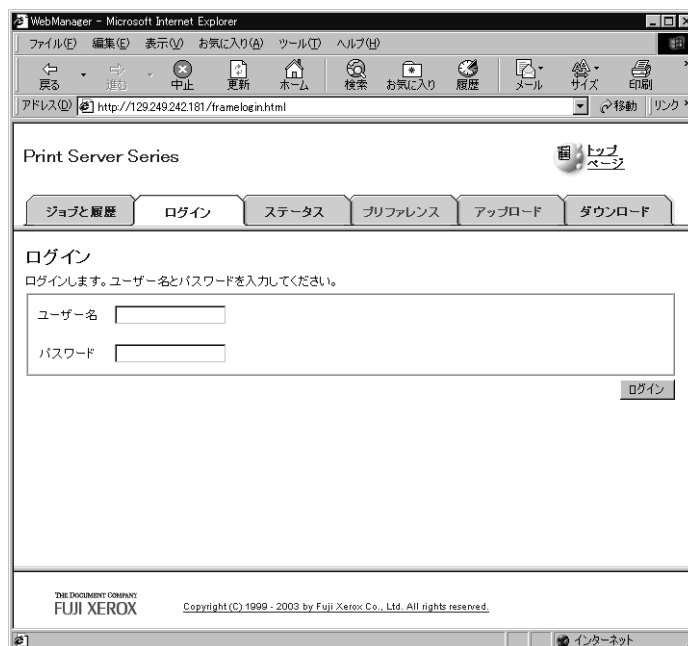 WebManager - Microsoft Internet Explorer
ファイル(F) 編集(E) 表示(V) お気に入り(A) ツール(T) ヘルプ(H)
戻る 進む 中止 更新 ホーム 検索 お気に入り 履歴 メール サイズ 印刷
アドレス(D) http://129.249.242.181/framelogin.html 移動 リンク
Print Server Series
トップ
ページ
ジョブと履歴 ログイン ステータス プリファレンス アップロード ダウンロード
ログイン
ログインします。ユーザー名とパスワードを入力してください。
ユーザー名
パスワード
ログイン
THE DOCUMENT COMPANY
FUJI XEROX
Copyright (C) 1999 - 2003 by Fuji Xerox Co., Ltd. All rights reserved.
インターネット